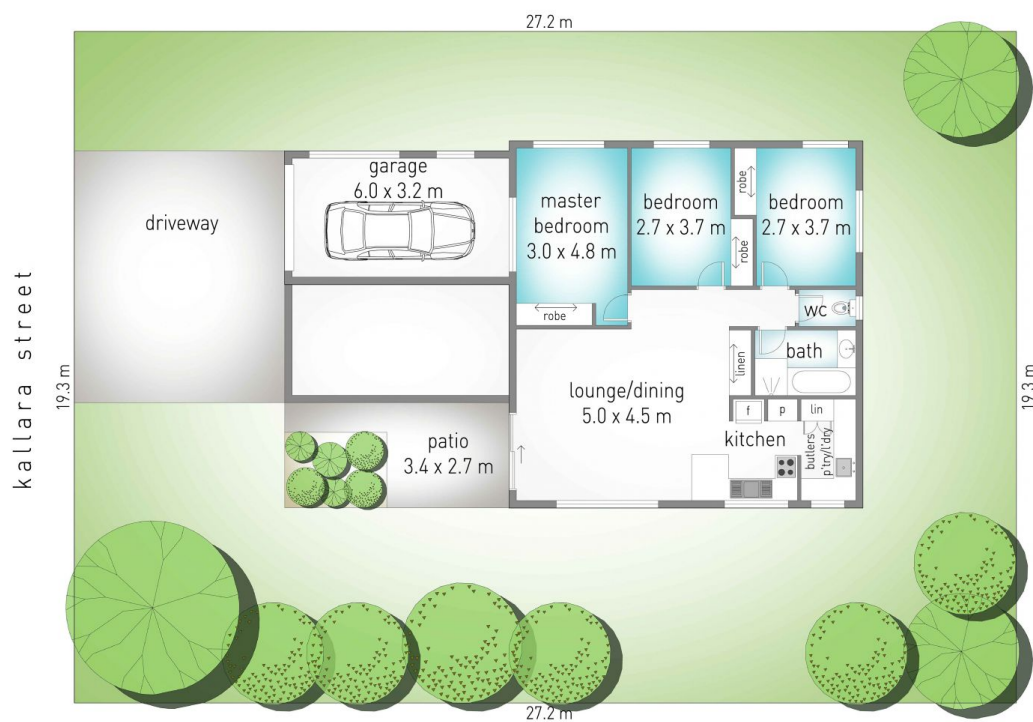 27.2 m
kallara street
19.3 m
driveway
garage
6.0 x 3.2 m
master
bedroom
3.0 x 4.8 m
robe
bedroom
2.7 x 3.7 m
robe
robe
bedroom
2.7 x 3.7 m
wc
bath
linen
lounge/dining
5.0 x 4.5 m
f
p
lin
kitchen
butlers
p'try/l'dry
patio
3.4 x 2.7 m
19.3 m
27.2 m